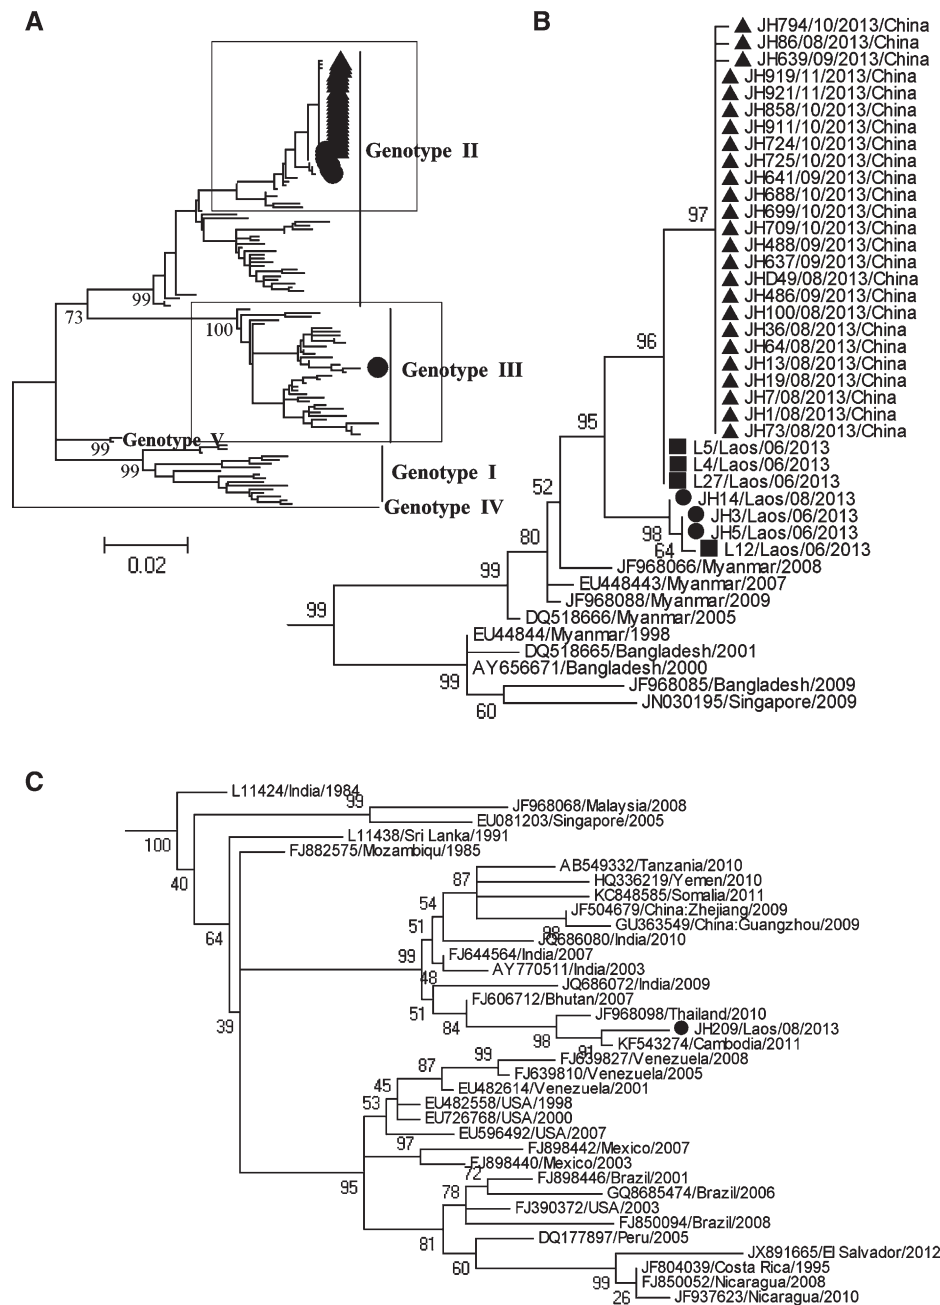 A
Genotype II
99
73
100
Genotype III
Genotype V
99
99
Genotype I
Genotype IV
0.02
B
JH794/10/2013/China
JH86/08/2013/China
JH639/09/2013/China
JH919/11/2013/China
JH921/11/2013/China
JH858/10/2013/China
JH911/10/2013/China
JH724/10/2013/China
JH725/10/2013/China
JH641/09/2013/China
JH688/10/2013/China
97
JH699/10/2013/China
JH709/10/2013/China
JH488/09/2013/China
JH637/09/2013/China
JHD49/08/2013/China
JH486/09/2013/China
JH100/08/2013/China
JH36/08/2013/China
96
JH64/08/2013/China
JH13/08/2013/China
JH19/08/2013/China
JH7/08/2013/China
JH1/08/2013/China
95
JH73/08/2013/China
L5/Laos/06/2013
L4/Laos/06/2013
L27/Laos/06/2013
52
JH14/Laos/08/2013
JH3/Laos/06/2013
98
JH5/Laos/06/2013
80
64
L12/Laos/06/2013
99
JF968066/Myanmar/2008
EU448443/Myanmar/2007
JF968088/Myanmar/2009
99
DQ518666/Myanmar/2005
EU44844/Myanmar/1998
DQ518665/Bangladesh/2001
AY656671/Bangladesh/2000
99
JF968085/Bangladesh/2009
60
JN030195/Singapore/2009
C
L11424/India/1984
99
JF968068/Malaysia/2008
EU081203/Singapore/2005
100
L11438/Sri Lanka/1991
FJ882575/Mozambiqu/1985
40
AB549332/Tanzania/2010
87
HQ336219/Yemen/2010
KC848585/Somalia/2011
54
JF504679/China:Zhejiang/2009
51
GU363549/China:Guangzhou/2009
98
64
JQ686080/India/2010
99
FJ644564/India/2007
AY770511/India/2003
48
JQ686072/India/2009
51
FJ606712/Bhutan/2007
39
84
JF968098/Thailand/2010
98
JH209/Laos/08/2013
91
KF543274/Cambodia/2011
99
FJ639827/Venezuela/2008
87
FJ639810/Venezuela/2005
45
EU482614/Venezuela/2001
53
EU482558/USA/1998
EU726768/USA/2000
EU596492/USA/2007
97
FJ898442/Mexico/2007
FJ898440/Mexico/2003
72
95
FJ898446/Brazil/2001
78
GQ8685474/Brazil/2006
FJ390372/USA/2003
FJ850094/Brazil/2008
81
DQ177897/Peru/2005
60
JX891665/El Salvador/2012
JF804039/Costa Rica/1995
99
FJ850052/Nicaragua/2008
26
JF937623/Nicaragua/2010